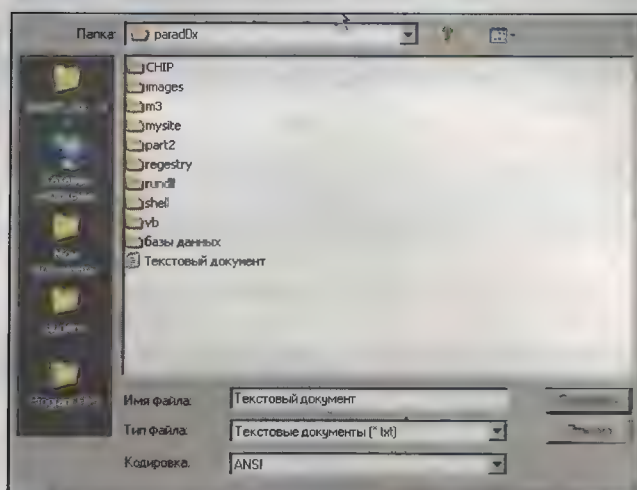 Папка: parad0x
CHIP
images
m3
mysite
part2
regestry
rundll
shell
vb
базы данных
Текстовый документ
Имя файла: Текстовый документ
Тип файла: Текстовые документы (*.txt)
Кодировка: ANSI